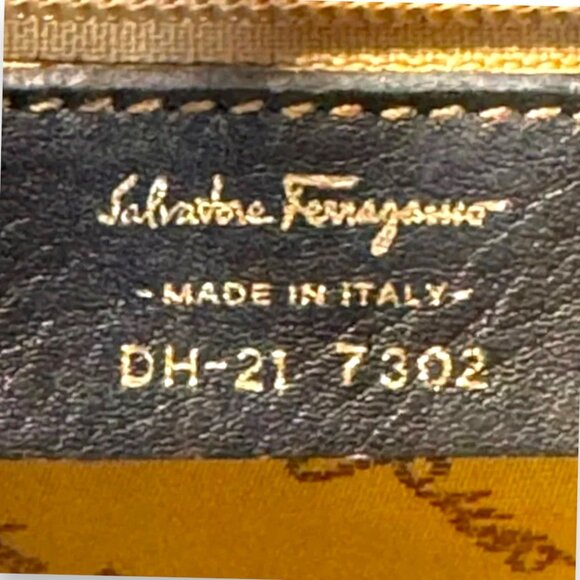 Salvatore Ferragamo
- MADE IN ITALY -
DH-21 7302